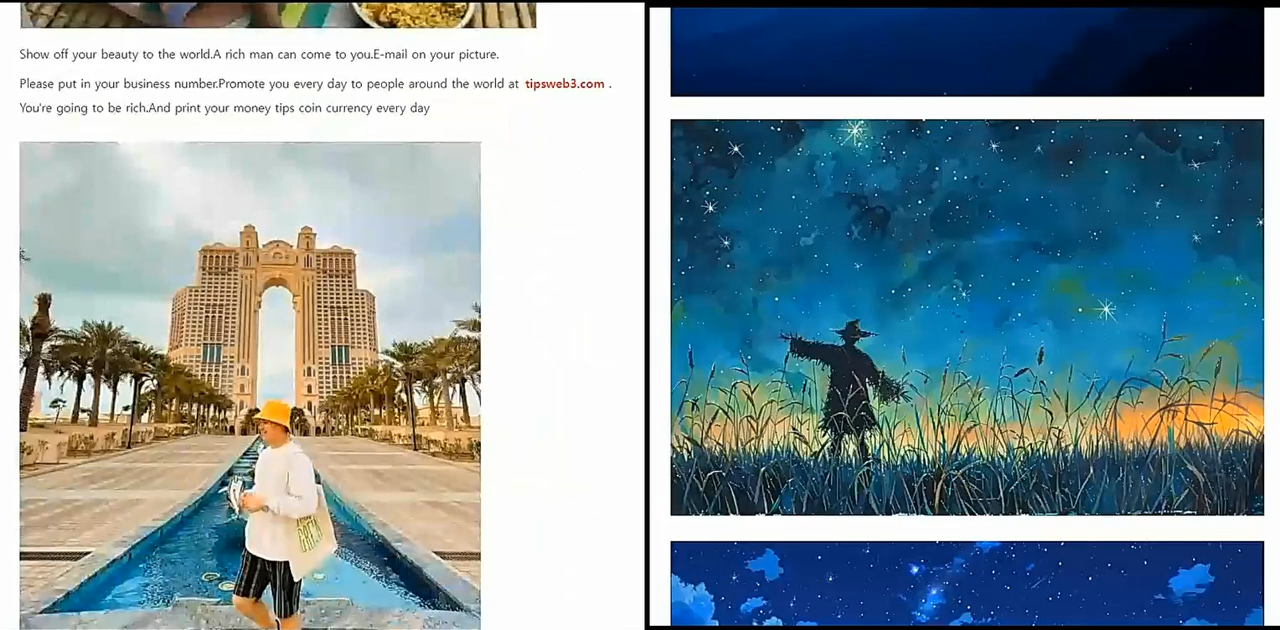 Show off your beauty to the world.A rich man can come to you.E-mail on your picture.
Please put in your business number.Promote you every day to people around the world at tipsweb3.com .
You're going to be rich.And print your money tips coin currency every day